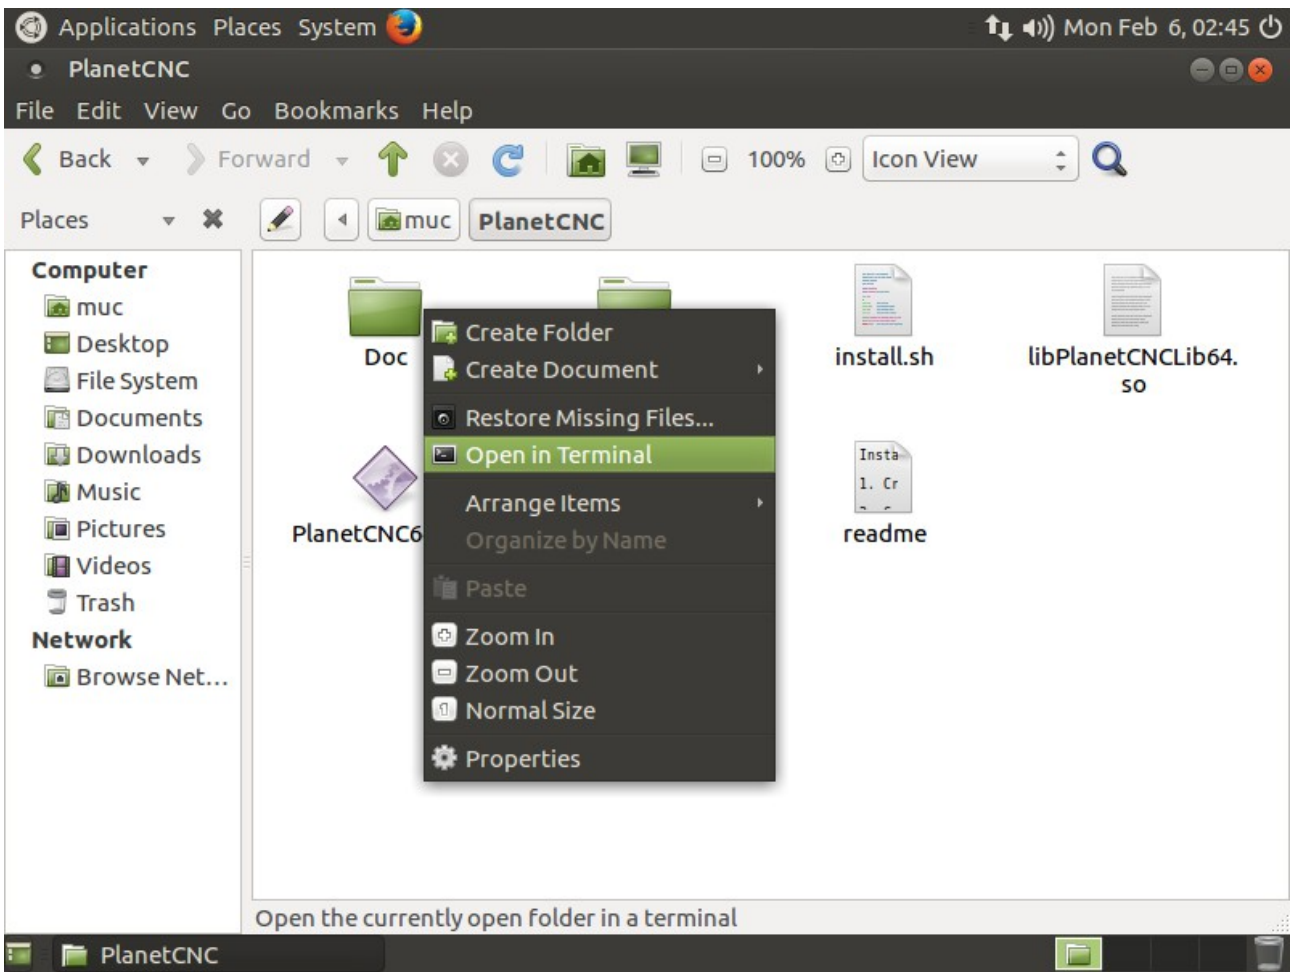 Applications Places System Mon Feb 6, 02:45
PlanetCNC
File Edit View Go Bookmarks Help
Back Forward 100% Icon View
Places muc PlanetCNC
Computer
muc
Desktop
File System
Documents
Downloads
Music
Pictures
Videos
Trash
Network
Browse Net...
Doc
install.sh
libPlanetCNCLib64.
so
PlanetCNC6
Insta
1. Cr
readme
Create Folder
Create Document
Restore Missing Files...
Open in Terminal
Arrange Items
Organize by Name
Paste
Zoom In
Zoom Out
Normal Size
Properties
Open the currently open folder in a terminal
PlanetCNC